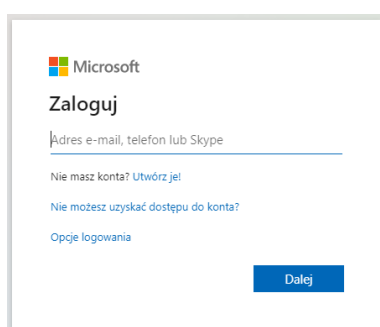 Microsoft
Zaloguj
Adres e-mail, telefon lub Skype
Nie masz konta? Utwórz je!
Nie możesz uzyskać dostępu do konta?
Opcje logowania
Dalej